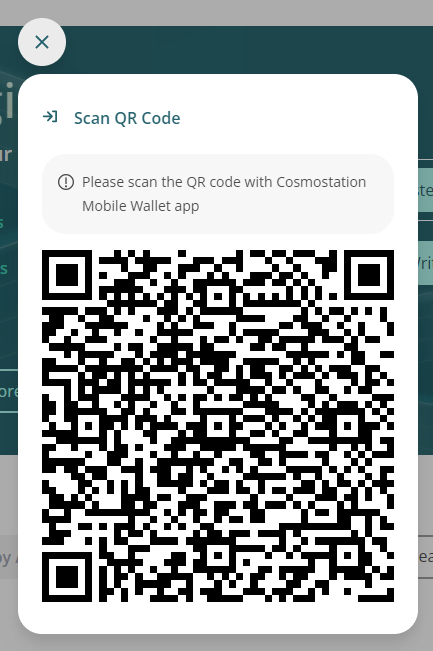 Scan QR Code
Please scan the QR code with Cosmostation
Mobile Wallet app